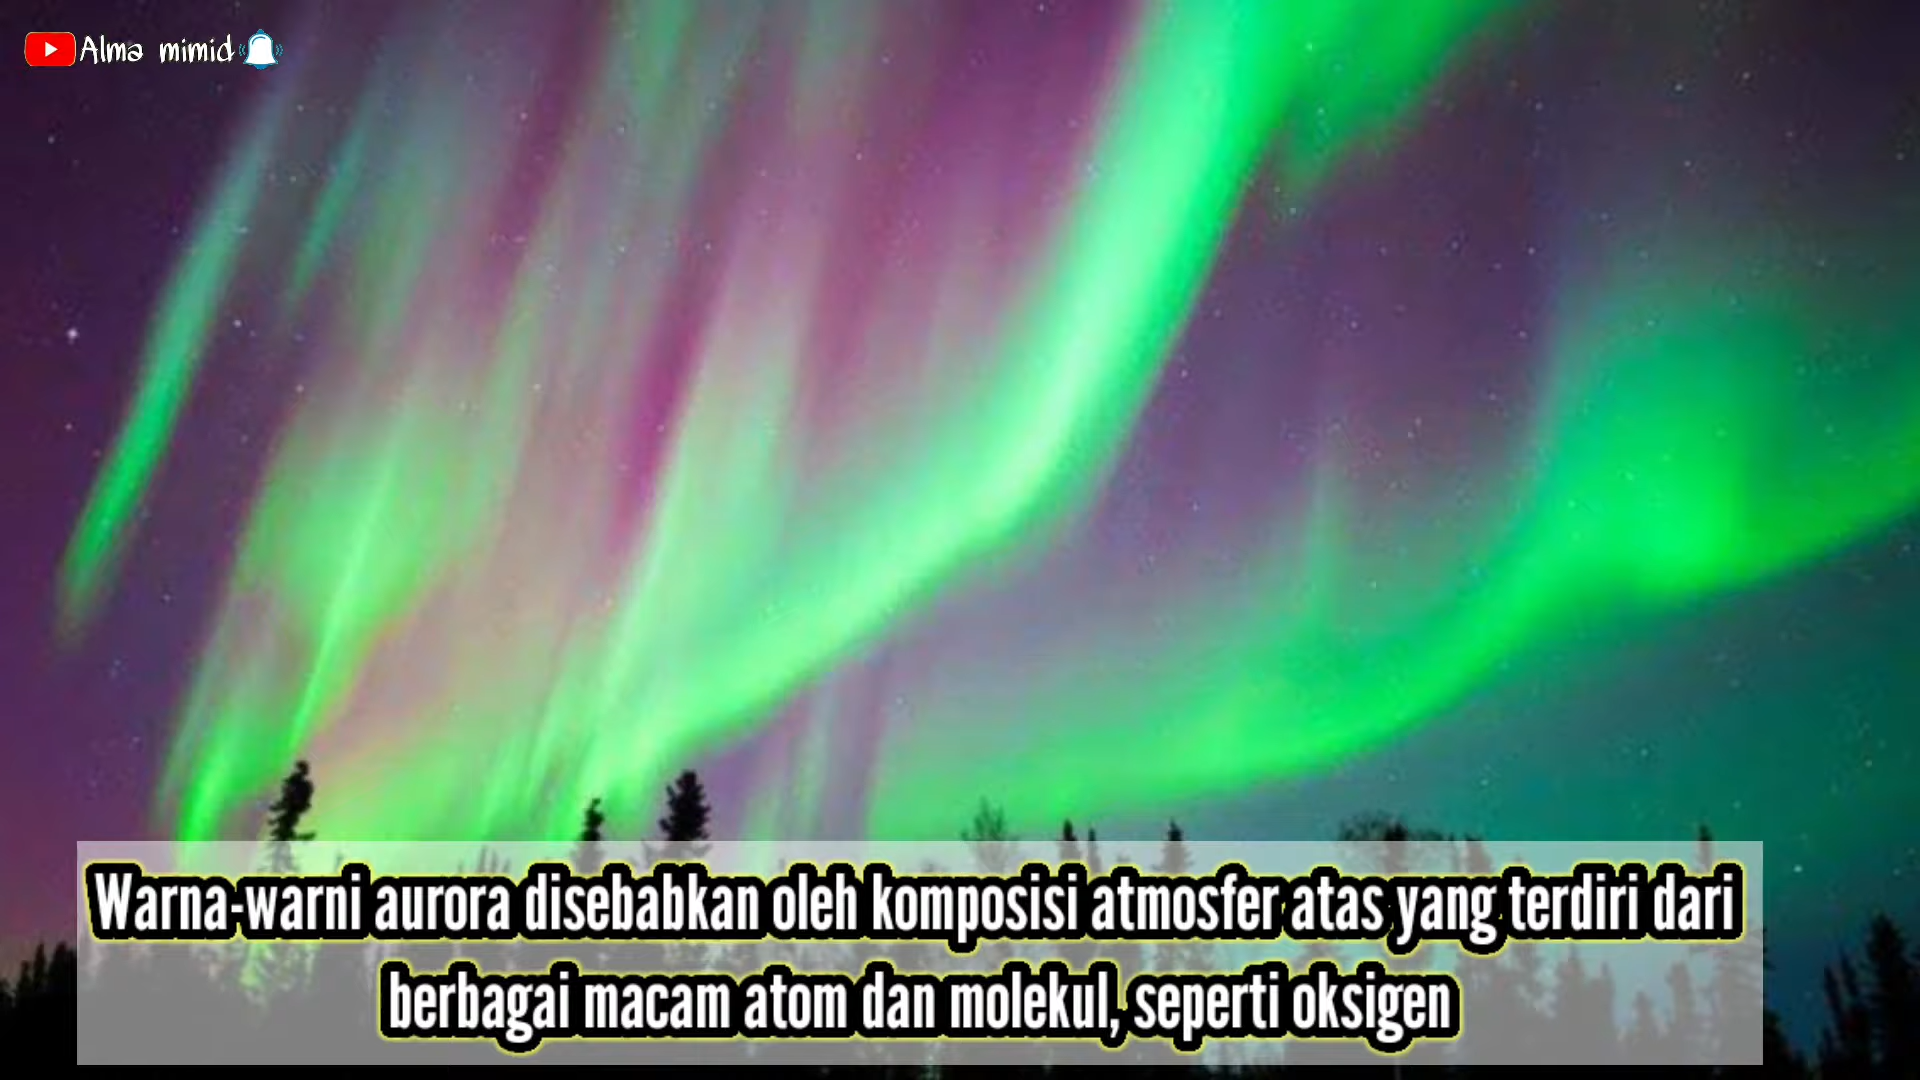 Alma mimid
Warna-warni aurora disebabkan oleh komposisi atmosfer atas yang terdiri dari
berbagai macam atom dan molekul, seperti oksigen